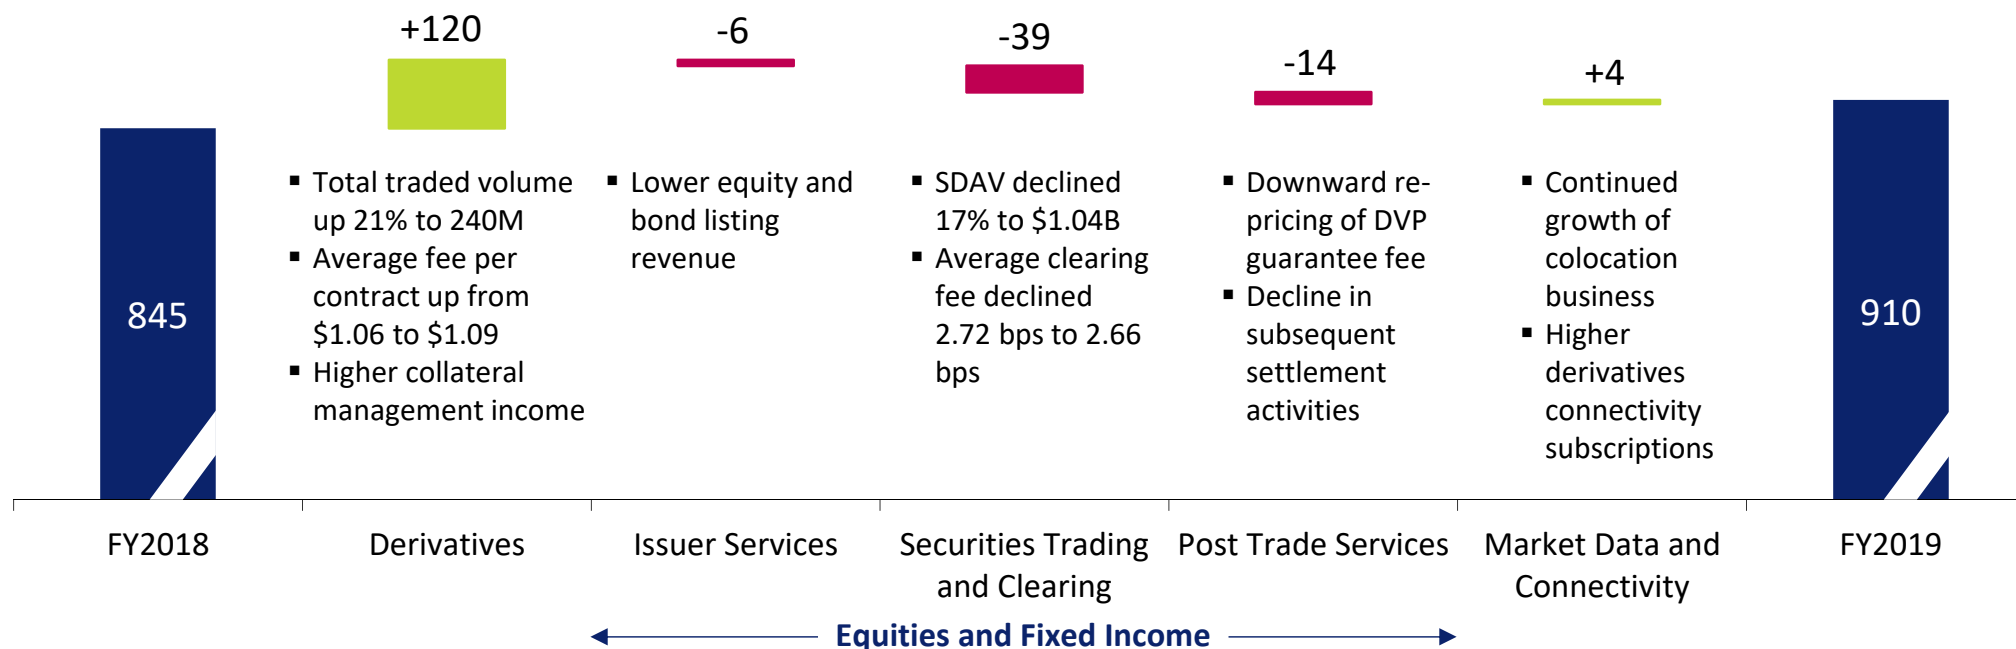 +120
-6
-39
-14
+4
845
▪ Total traded volume
up 21% to 240M
▪ Average fee per
contract up from
$1.06 to $1.09
▪ Higher collateral
management income
▪ Lower equity and
bond listing
revenue
▪ SDAV declined
17% to $1.04B
▪ Average clearing
fee declined
2.72 bps to 2.66
bps
▪ Downward re-
pricing of DVP
guarantee fee
▪ Decline in
subsequent
settlement
activities
▪ Continued
growth of
colocation
business
▪ Higher
derivatives
connectivity
subscriptions
910
FY2018
Derivatives
Issuer Services
Securities Trading
and Clearing
Post Trade Services
Market Data and
Connectivity
FY2019
Equities and Fixed Income